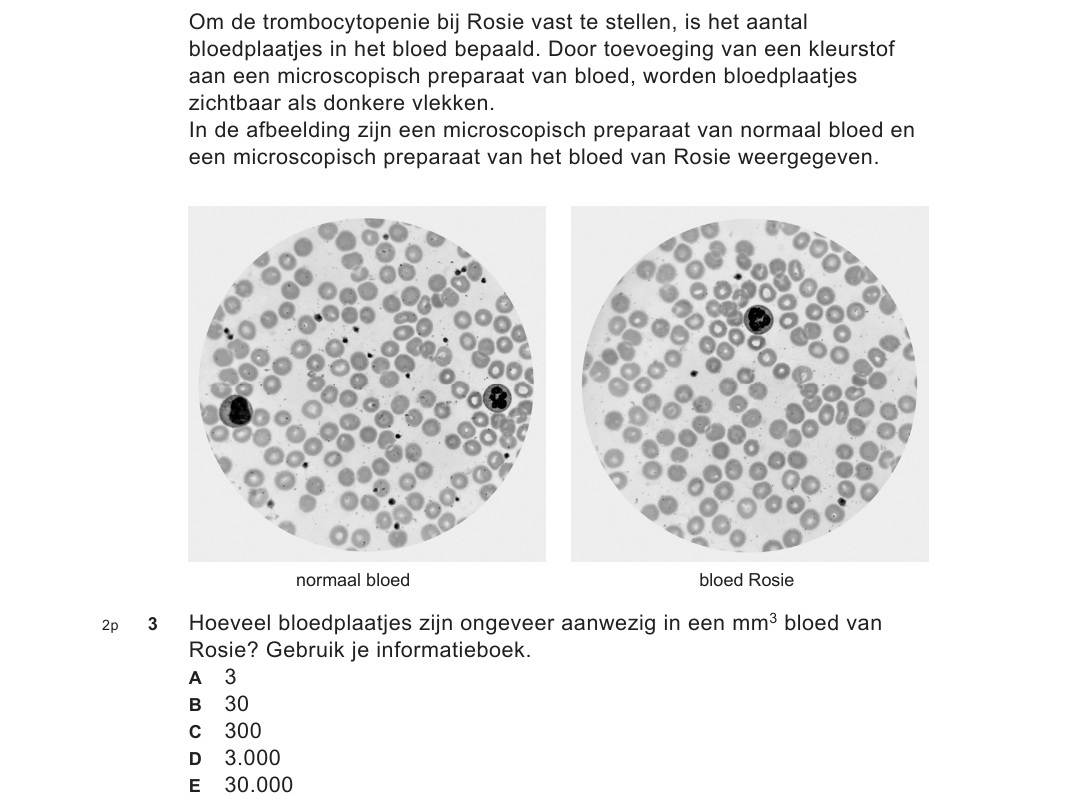 Om de trombocytopenie bij Rosie vast te stellen, is het aantal
bloedplaatjes in het bloed bepaald. Door toevoeging van een kleurstof
aan een microscopisch preparaat van bloed, worden bloedplaatjes
zichtbaar als donkere vlekken.
In de afbeelding zijn een microscopisch preparaat van normaal bloed en
een microscopisch preparaat van het bloed van Rosie weergegeven.
normaal bloed
bloed Rosie
2p 3 Hoeveel bloedplaatjes zijn ongeveer aanwezig in een mm³ bloed van
Rosie? Gebruik je informatieboek.
A 3
B 30
C 300
D 3.000
E 30.000